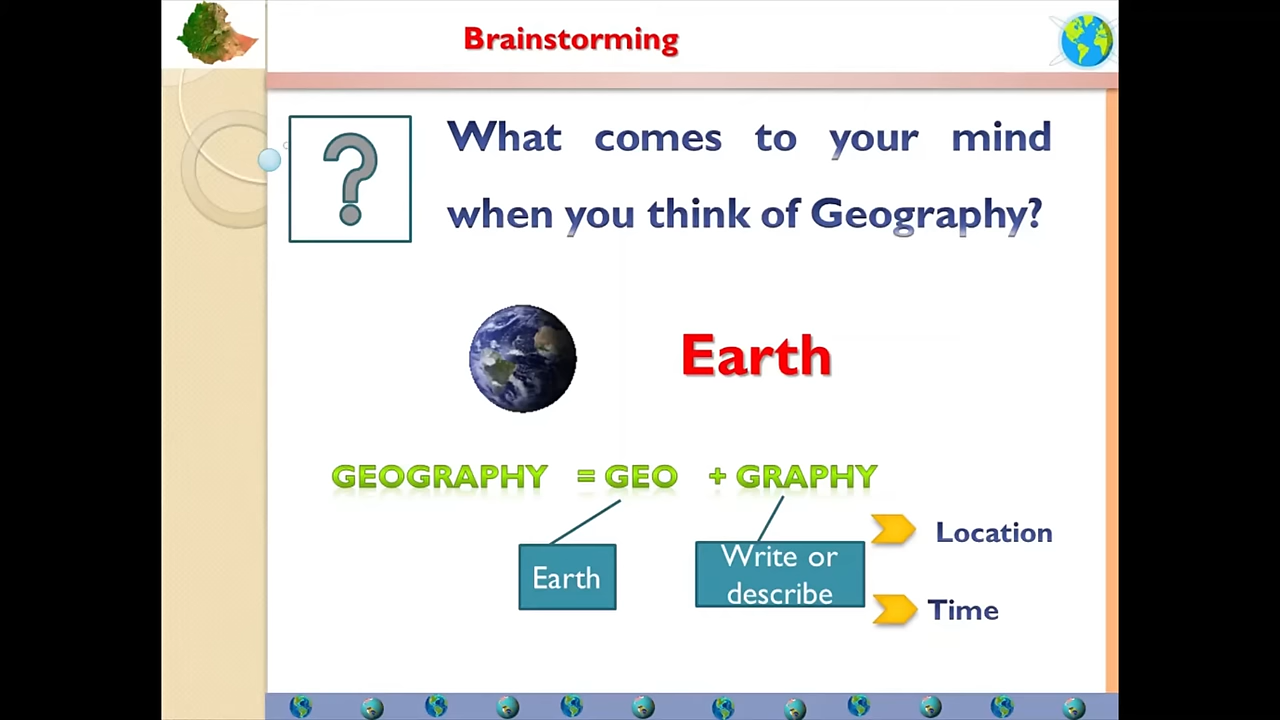 Brainstorming
?
What comes to your mind
when you think of Geography?
Earth
GEOGRAPHY = GEO + GRAPHY
Earth
Write or
describe
Location
Time